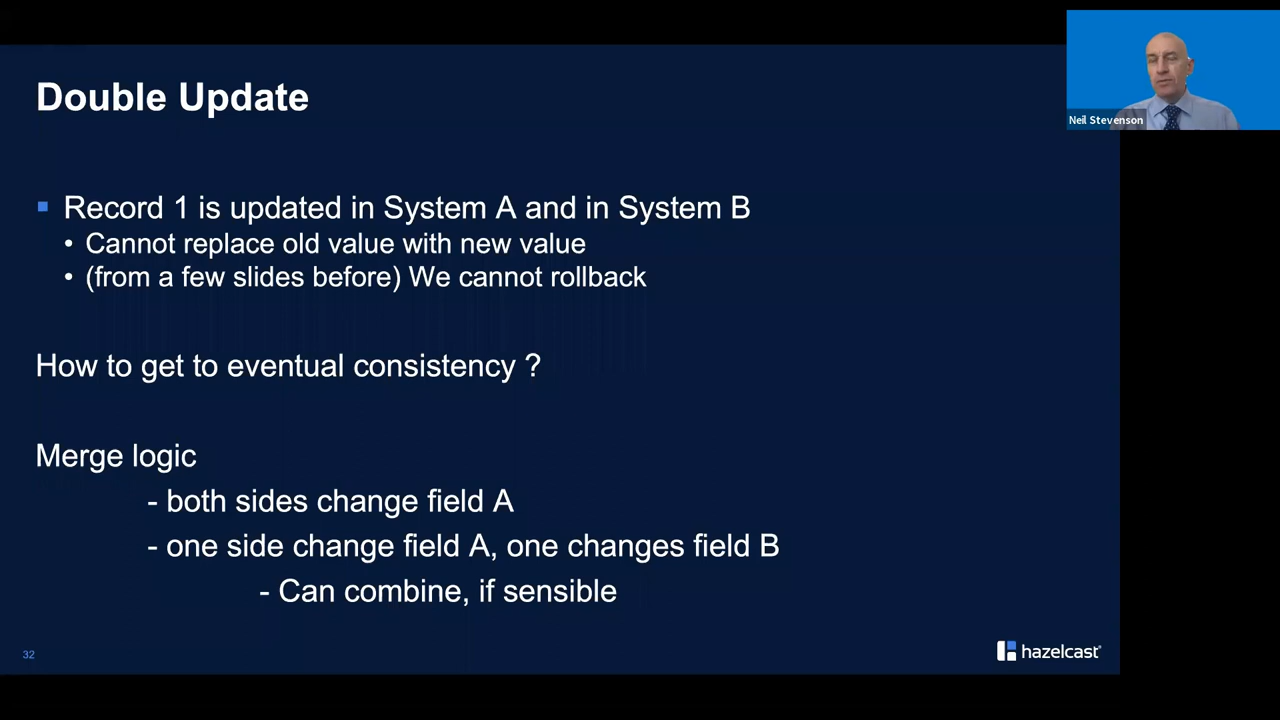 Double Update
Neil Stevenson
Record 1 is updated in System A and in System B
• Cannot replace old value with new value
• (from a few slides before) We cannot rollback
How to get to eventual consistency ?
Merge logic
- both sides change field A
- one side change field A, one changes field B
- Can combine, if sensible
32
hazelcast